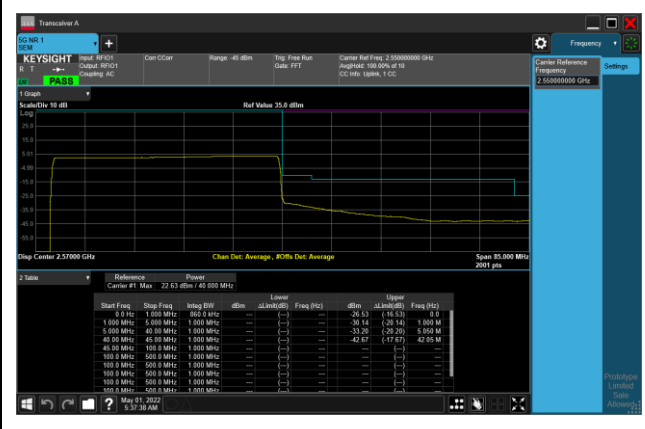 Transceiver A
5G NR 1
SEM
Frequency
KEYSIGHT Input: RFIO1 Corr CCorr Range: -45 dBm Trig: Free Run Carrier Ref Freq: 2.550000000 GHz
R T Output: RFIO1 Gate: FFT Avg|Hold: 100.00% of 10
Coupling: AC CC Info: Uplink, 1 CC
PASS
Carrier Reference
Frequency
2.550000000 GHz
Settings
1 Graph
Scale/Div 10 dB Ref Value 35.0 dBm
Log
25.0
15.0
5.01
-4.99
-15.0
-25.0
-35.0
-45.0
-55.0
Disp Center 2.57000 GHz Chan Det: Average, #Offs Det: Average Span 85.000 MHz
2001 pts
2 Table
Reference Power
Carrier #1 Max 22.63 dBm / 40.000 MHz
Lower Upper
Start Freq Stop Freq Integ BW dBm ΔLimit(dB) Freq (Hz) dBm ΔLimit(dB) Freq (Hz)
0.0 Hz 1.000 MHz 860.0 kHz --- (---) --- -26.53 (-16.53) 0.0
1.000 MHz 5.000 MHz 1.000 MHz --- (---) --- -30.14 (-20.14) 1.000 M
5.000 MHz 40.00 MHz 1.000 MHz --- (---) --- -33.20 (-20.20) 5.050 M
40.00 MHz 45.00 MHz 1.000 MHz --- (---) --- -42.67 (-17.67) 42.05 M
45.00 MHz 100.0 MHz 1.000 MHz --- (---) --- --- (---) ---
100.0 MHz 500.0 MHz 1.000 MHz --- (---) --- --- (---) ---
100.0 MHz 500.0 MHz 1.000 MHz --- (---) --- --- (---) ---
100.0 MHz 500.0 MHz 1.000 MHz --- (---) --- --- (---) ---
100.0 MHz 500.0 MHz 1.000 MHz --- (---) --- --- (---) ---
Prototype
Limited
Sale
Allowed
May 01, 2022
5:37:38 AM